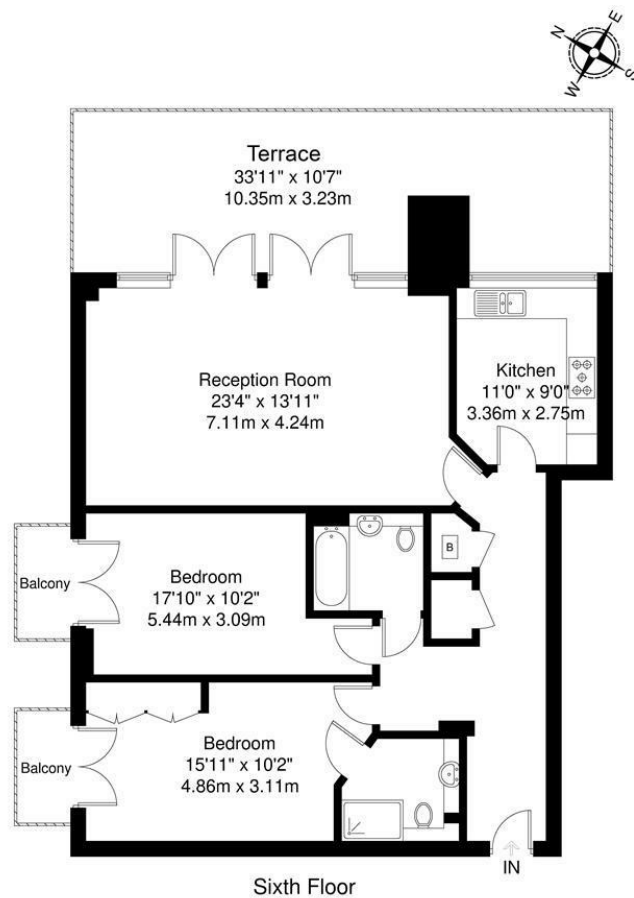 N
E
W
S
Terrace
33'11" x 10'7"
10.35m x 3.23m
Reception Room
23'4" x 13'11"
7.11m x 4.24m
Kitchen
11'0" x 9'0"
3.36m x 2.75m
B
Balcony
Bedroom
17'10" x 10'2"
5.44m x 3.09m
Balcony
Bedroom
15'11" x 10'2"
4.86m x 3.11m
IN
Sixth Floor